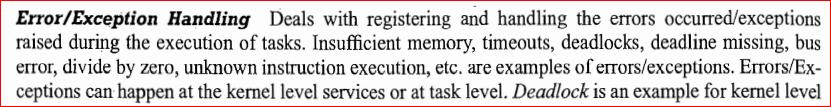 Error/Exception Handling Deals with registering and handling the errors occurred/exceptions
raised during the execution of tasks. Insufficient memory, timeouts, deadlocks, deadline missing, bus
error, divide by zero, unknown instruction execution, etc. are examples of errors/exceptions. Errors/Ex-
ceptions can happen at the kernel level services or at task level. Deadlock is an example for kernel level